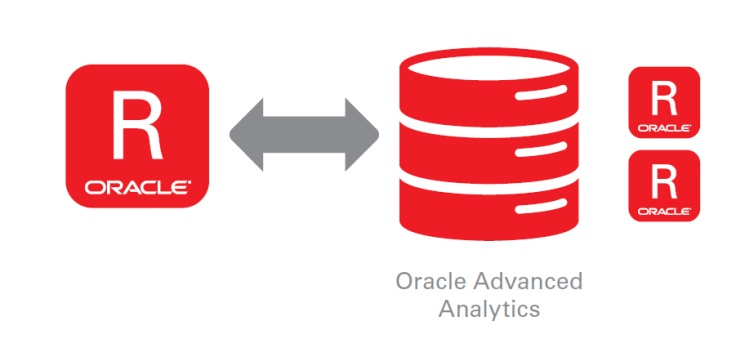 R
ORACLE
R
ORACLE
R
ORACLE
Oracle Advanced
Analytics